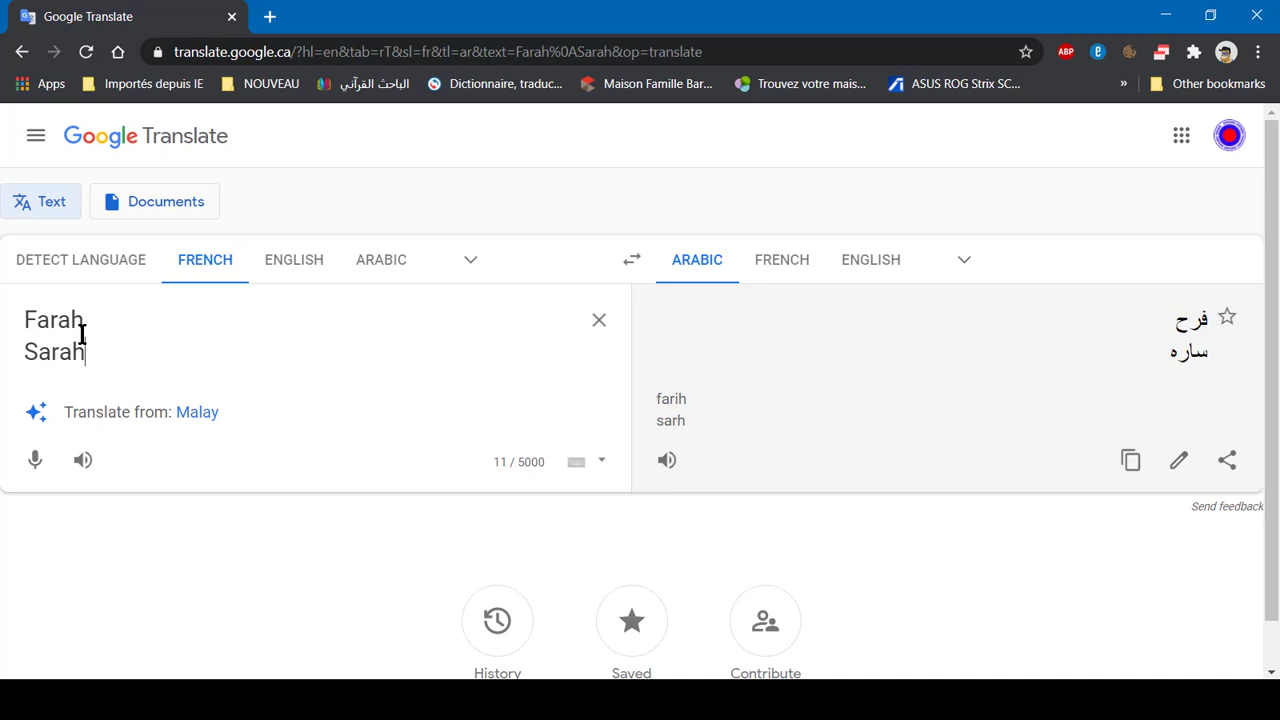 Google Translate
translate.google.ca/?hl=en&tab=rT&sl=fr&tl=ar&text=Farah%0ASarah&op=translate
ABP
Apps
Importés depuis IE
NOUVEAU
الباحث القرآني
Dictionnaire, traduc...
Maison Famille Bar...
Trouvez votre mais...
ASUS ROG Strix SC...
»
Other bookmarks
Google Translate
Text
Documents
DETECT LANGUAGE
FRENCH
ENGLISH
ARABIC
ARABIC
FRENCH
ENGLISH
Farah
Sarah
فرح
ساره
Translate from: Malay
farih
sarh
11 / 5000
Send feedback
History
Saved
Contribute